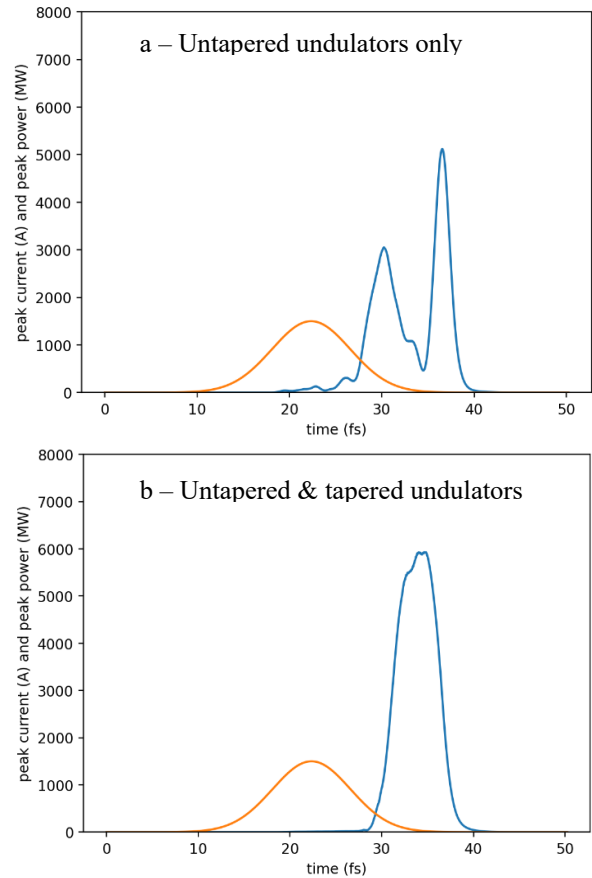 a – Untapered undulators only
8000
7000
6000
5000
4000
3000
2000
1000
0
peak current (A) and peak power (MW)
0 10 20 30 40 50
time (fs)
b – Untapered & tapered undulators
8000
7000
6000
5000
4000
3000
2000
1000
0
peak current (A) and peak power (MW)
0 10 20 30 40 50
time (fs)